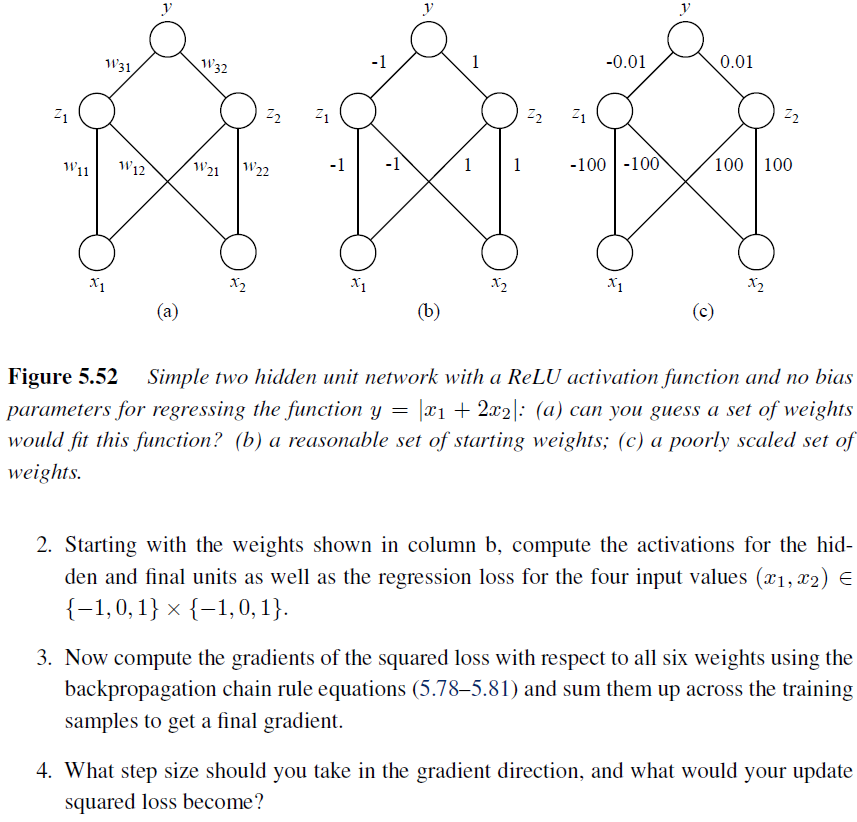 y y y
w31 w32 -1 1 -0.01 0.01
z1 z2 z1 z2 z1 z2
w11 w12 w21 w22 -1 -1 1 1 -100 -100 100 100
x1 x2 x1 x2 x1 x2
(a) (b) (c)
Figure 5.52 Simple two hidden unit network with a ReLU activation function and no bias
parameters for regressing the function y = |x1 + 2x2|: (a) can you guess a set of weights
would fit this function? (b) a reasonable set of starting weights; (c) a poorly scaled set of
weights.
2. Starting with the weights shown in column b, compute the activations for the hid-
den and final units as well as the regression loss for the four input values (x1, x2) ∈
{−1, 0, 1} × {−1, 0, 1}.
3. Now compute the gradients of the squared loss with respect to all six weights using the
backpropagation chain rule equations (5.78–5.81) and sum them up across the training
samples to get a final gradient.
4. What step size should you take in the gradient direction, and what would your update
squared loss become?